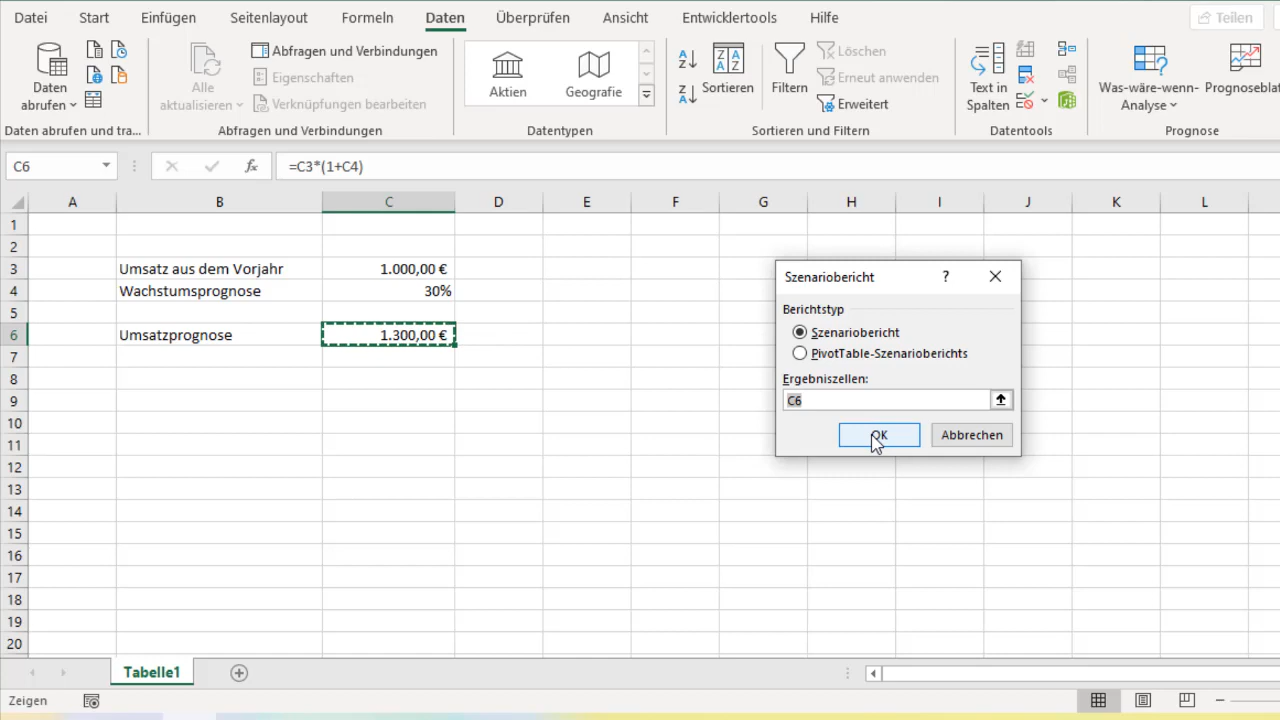 Datei Start Einfügen Seitenlayout Formeln Daten Überprüfen Ansicht Entwicklertools Hilfe Teilen
Daten abrufen
Alle aktualisieren
Abfragen und Verbindungen
Eigenschaften
Verknüpfungen bearbeiten
Aktien Geografie
Sortieren
Filtern
Löschen
Erneut anwenden
Erweitert
Text in Spalten
Was-wäre-wenn-Analyse
Prognosebla
Daten abrufen und tra... Abfragen und Verbindungen Datentypen Sortieren und Filtern Datentools Prognose
C6 fx =C3*(1+C4)
A B C D E F G H I J K L
1
2
3 Umsatz aus dem Vorjahr 1.000,00 €
4 Wachstumsprognose 30%
5
6 Umsatzprognose 1.300,00 €
7
8
9
10
11
12
13
14
15
16
17
18
19
20
Szenariobericht ?
Berichtstyp
Szenariobericht
PivotTable-Szenarioberichts
Ergebniszellen:
C6
OK Abbrechen
Tabelle1
Zeigen